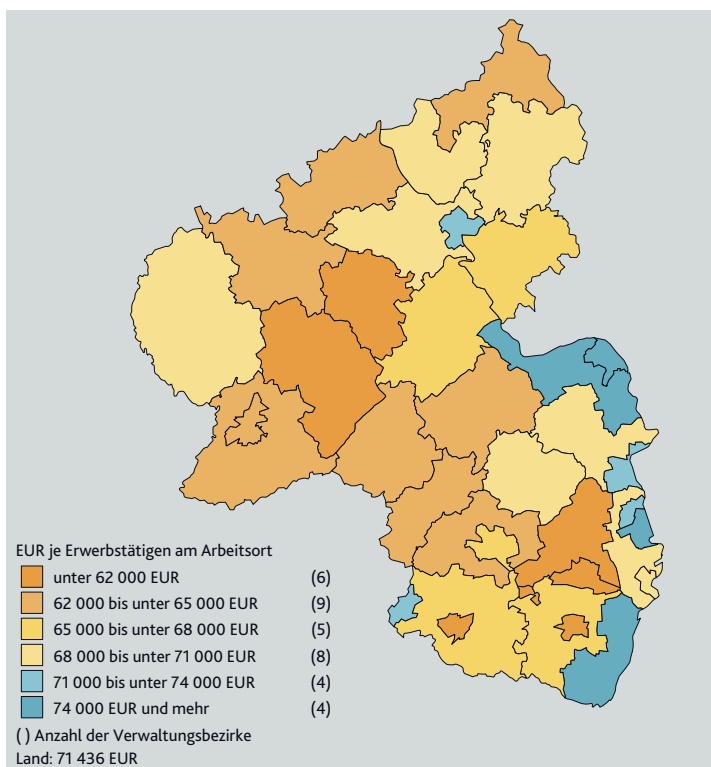 EUR je Erwerbstätigen am Arbeitsort
unter 62 000 EUR (6)
62 000 bis unter 65 000 EUR (9)
65 000 bis unter 68 000 EUR (5)
68 000 bis unter 71 000 EUR (8)
71 000 bis unter 74 000 EUR (4)
74 000 EUR und mehr (4)
( ) Anzahl der Verwaltungsbezirke
Land: 71 436 EUR